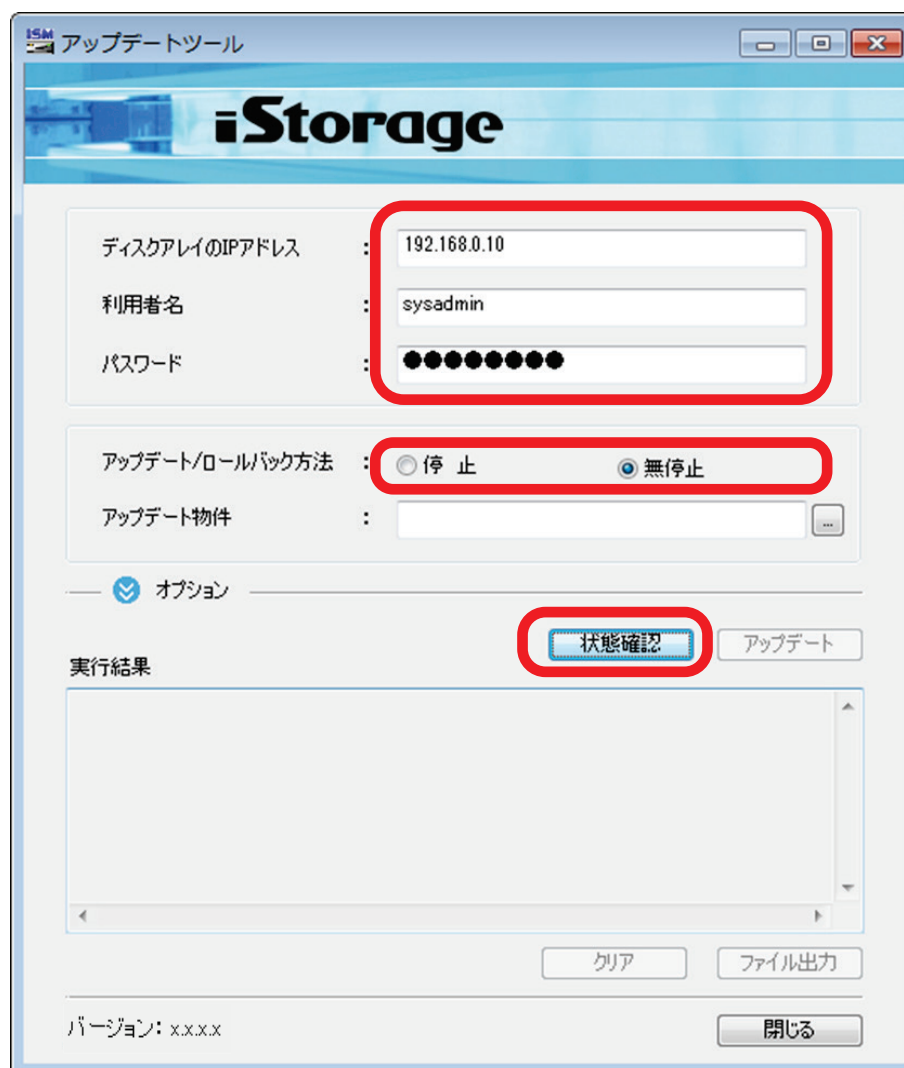 ISM アップデートツール
iStorage
ディスクアレイのIPアドレス : 192.168.0.10
利用者名 : sysadmin
パスワード : ●●●●●●●●
アップデート/ロールバック方法 : 停 止 無停止
アップデート物件 : ...
オプション
状態確認 アップデート
実行結果
クリア ファイル出力
バージョン: x.x.x.x 閉じる